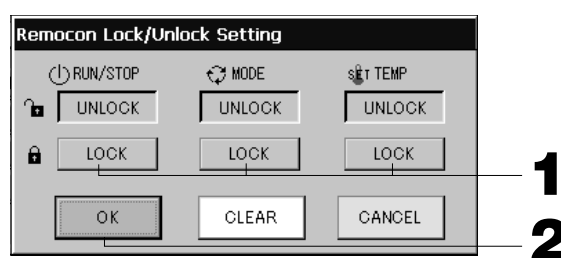 Remocon Lock/Unlock Setting
RUN/STOP MODE SET TEMP
UNLOCK UNLOCK UNLOCK
LOCK LOCK LOCK 1
OK CLEAR CANCEL
2